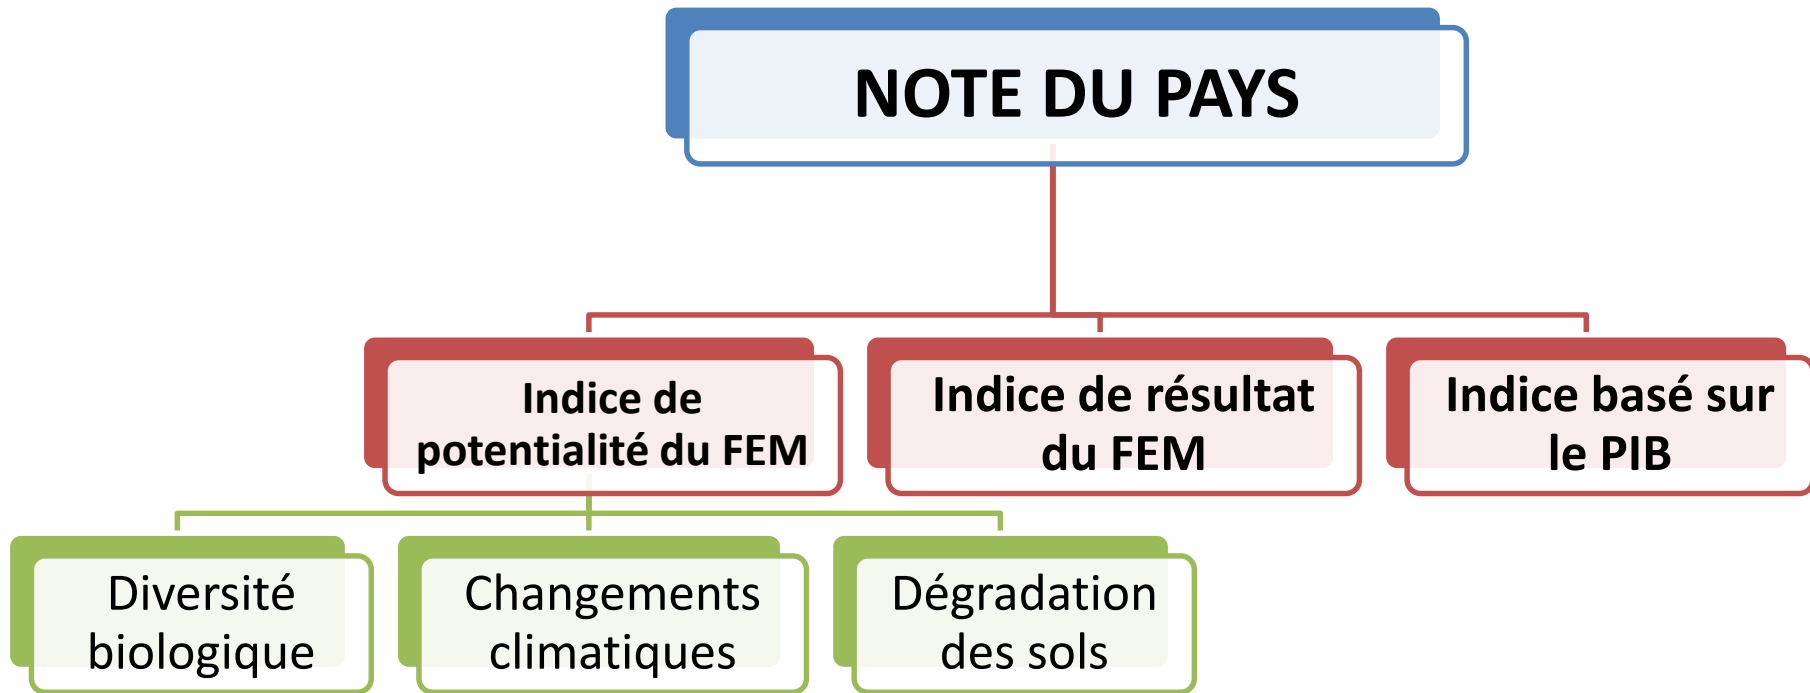 NOTE DU PAYS
Indice de
potentialité du FEM
Indice de résultat
du FEM
Indice basé sur
le PIB
Diversité
biologique
Changements
climatiques
Dégradation
des sols